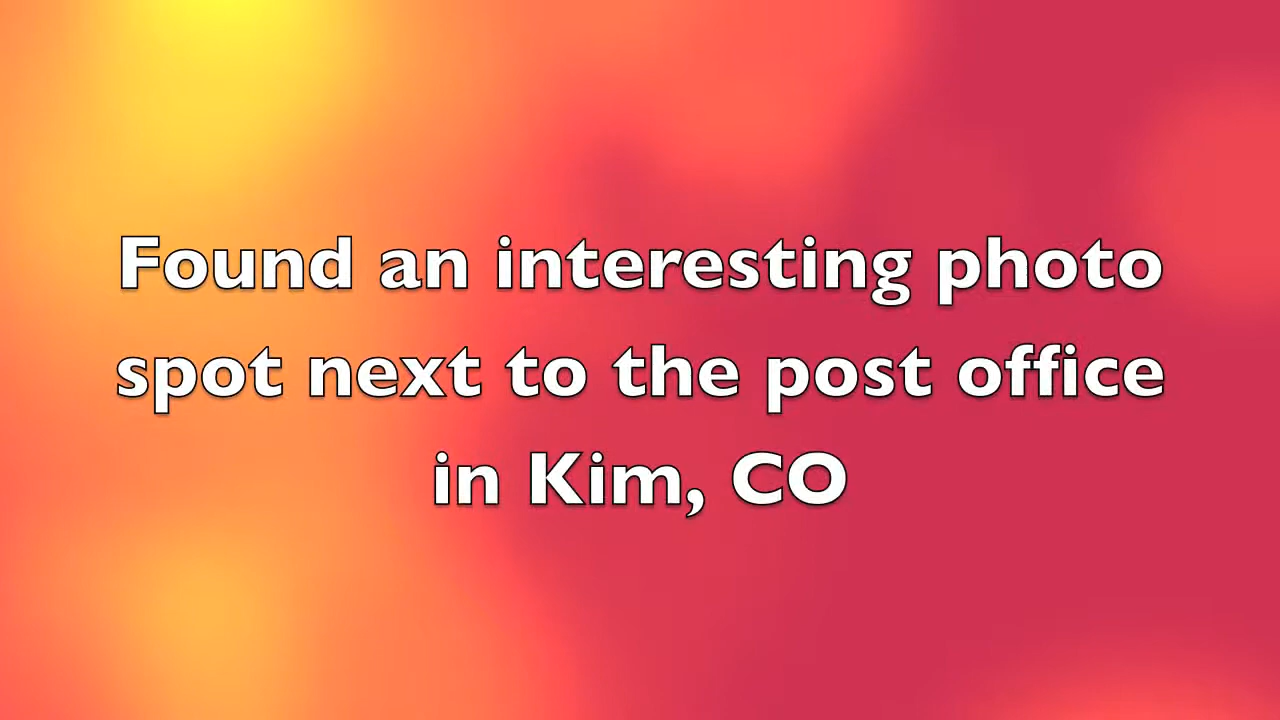 Found an interesting photo
spot next to the post office
in Kim, CO